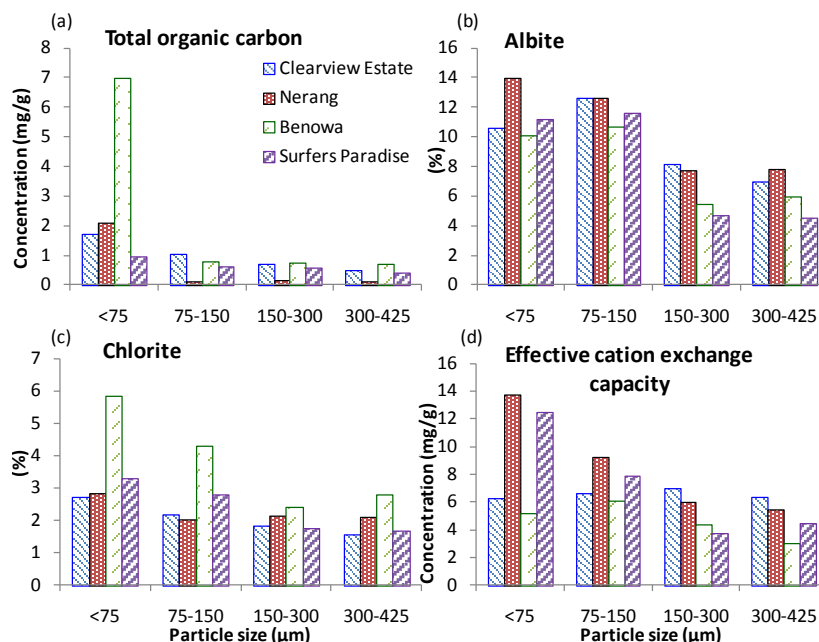 (a)
Total organic carbon
Concentration (mg/g)
8
7
6
5
4
3
2
1
0
Clearview Estate
Nerang
Benowa
Surfers Paradise
<75 75-150 150-300 300-425
(b)
Albite
(%)
16
14
12
10
8
6
4
2
0
<75 75-150 150-300 300-425
(c)
Chlorite
(%)
7
6
5
4
3
2
1
0
<75 75-150 150-300 300-425
Particle size (µm)
(d)
Effective cation exchange
capacity
Concentration (mg/g)
16
14
12
10
8
6
4
2
0
<75 75-150 150-300 300-425
Particle size (µm)